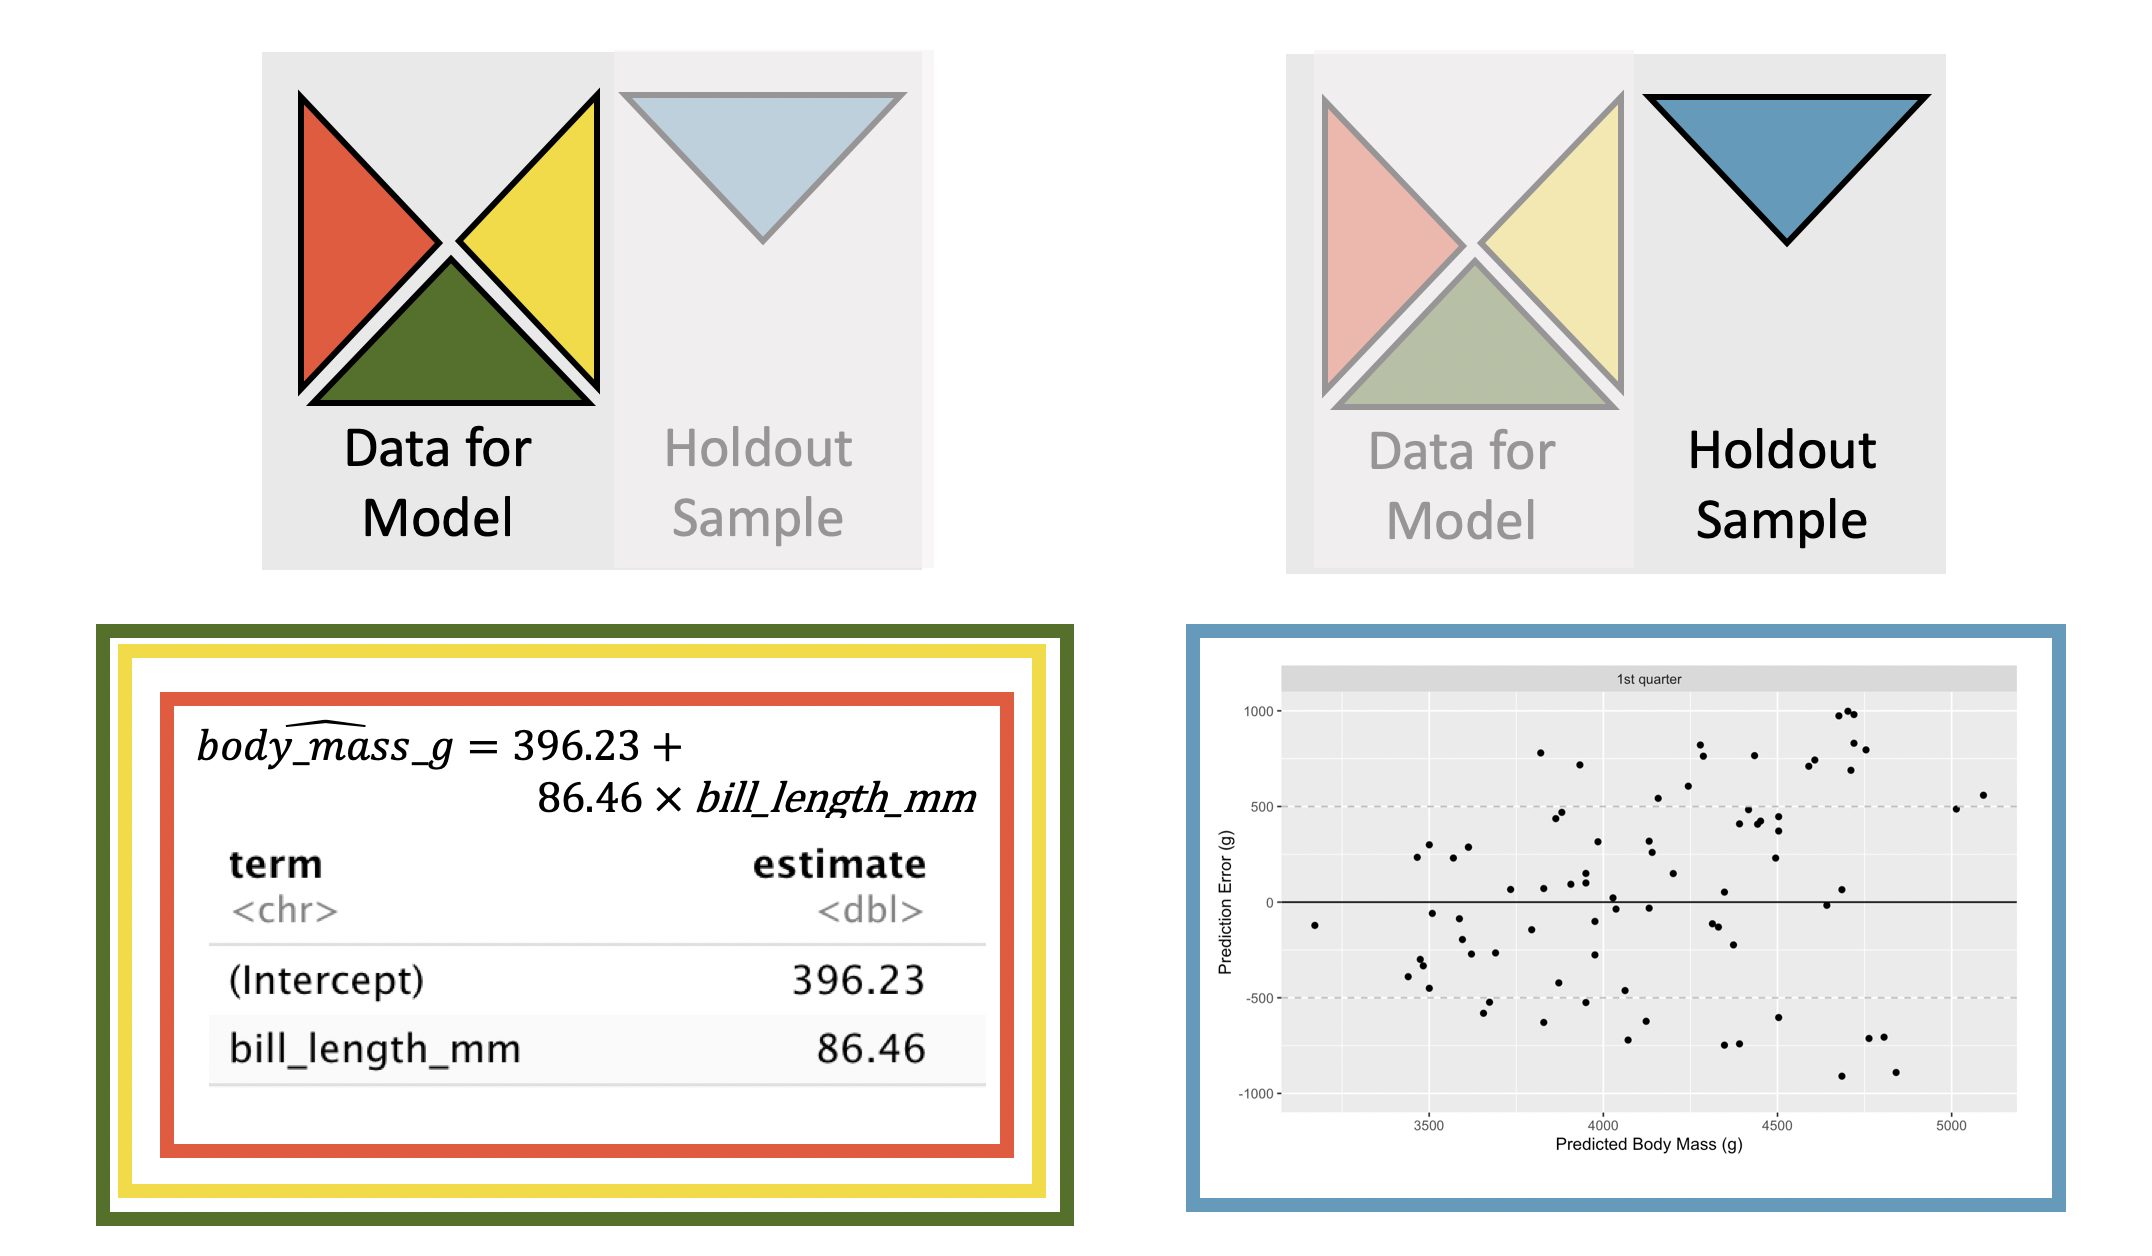 Data for
Model
Holdout
Sample
Data for
Model
Holdout
Sample
body_mass_g = 396.23 +
86.46 × bill_length_mm
term estimate
<chr> <dbl>
(Intercept) 396.23
bill_length_mm 86.46
1st quarter
1000
500
0
-500
-1000
Prediction Error (g)
3500 4000 4500 5000
Predicted Body Mass (g)